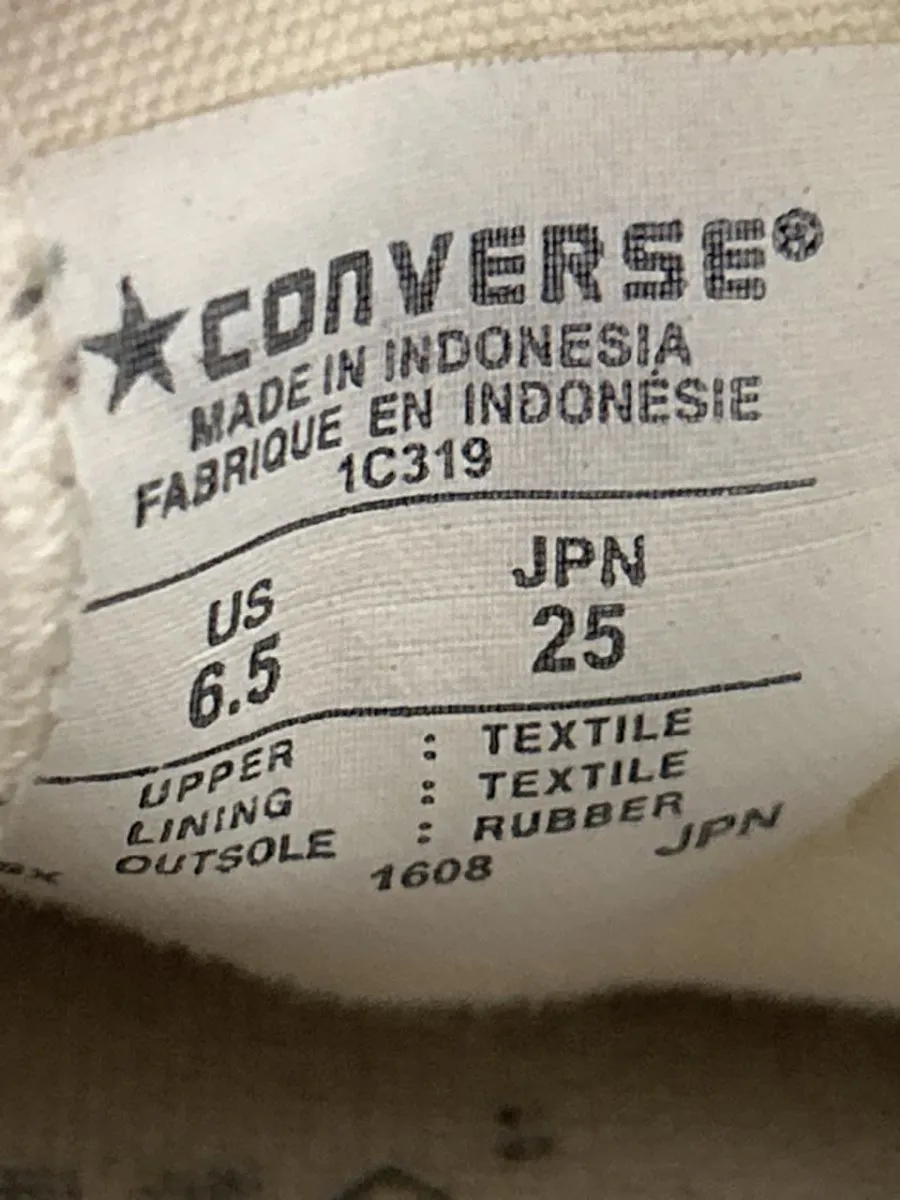 ★CONVERSE®
MADE IN INDONESIA
FABRIQUE EN INDONÉSIE
1C319
US JPN
6.5 25
UPPER : TEXTILE
LINING : TEXTILE
OUTSOLE : RUBBER
1608 JPN